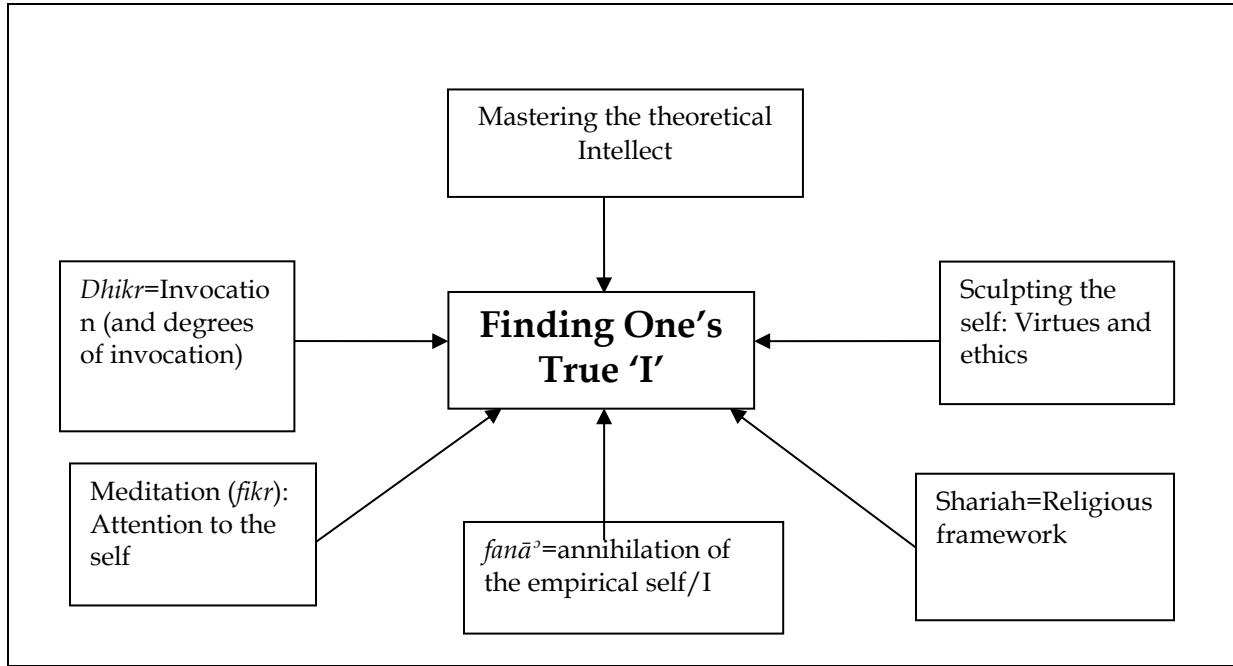 Mastering the theoretical
Intellect
Dhikr=Invocatio
n (and degrees
of invocation)
Finding One’s
True ‘I’
Sculpting the
self: Virtues and
ethics
Meditation (fikr):
Attention to the
self
fanāʾ=annihilation of
the empirical self/I
Shariah=Religious
framework